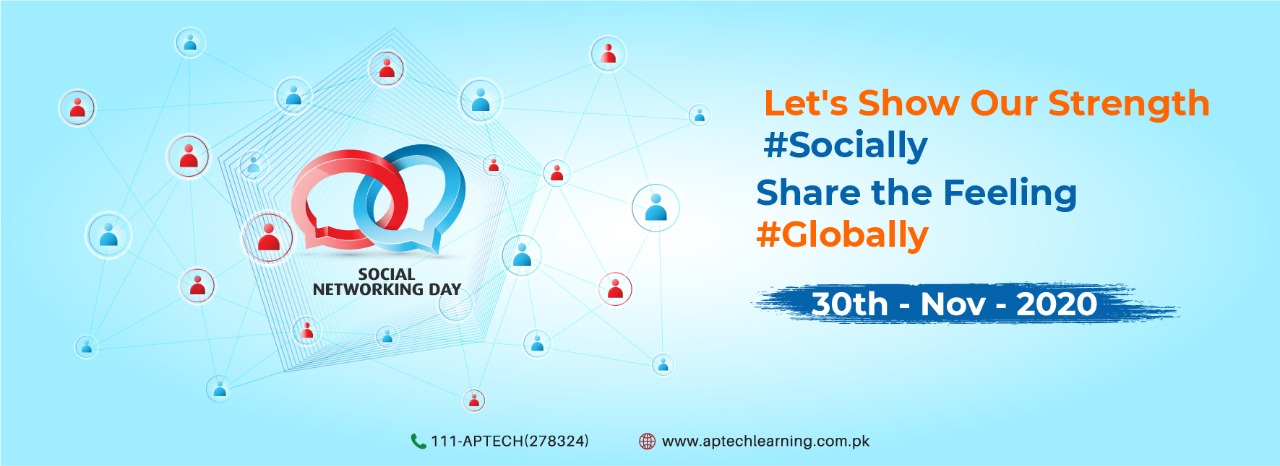 SOCIAL
NETWORKING DAY
Let's Show Our Strength
#Socially
Share the Feeling
#Globally
30th - Nov - 2020
111-APTECH(278324)
www.aptechlearning.com.pk